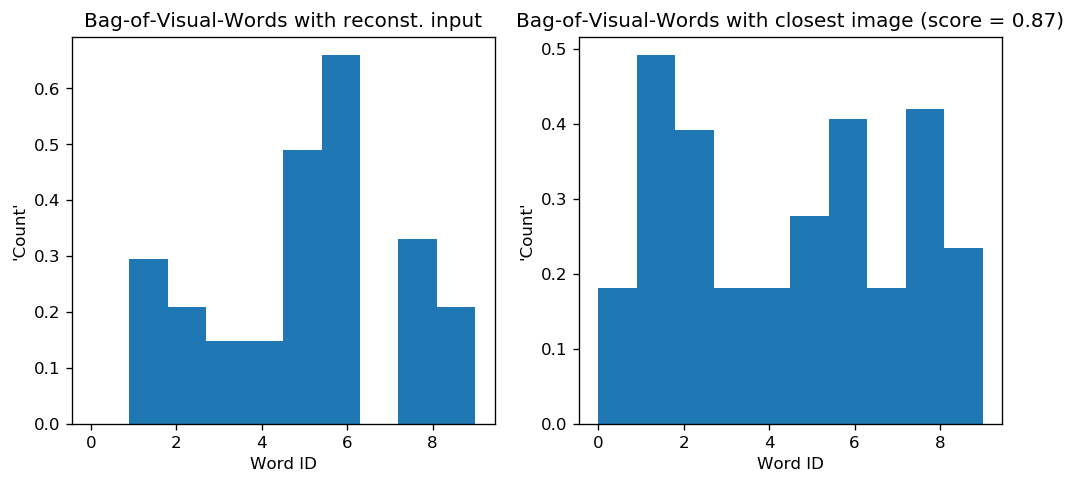 Bag-of-Visual-Words with reconst. input
0.6
0.5
0.4
0.3
0.2
0.1
0.0
'Count'
0 2 4 6 8
Word ID
Bag-of-Visual-Words with closest image (score = 0.87)
0.5
0.4
0.3
0.2
0.1
0.0
'Count'
0 2 4 6 8
Word ID